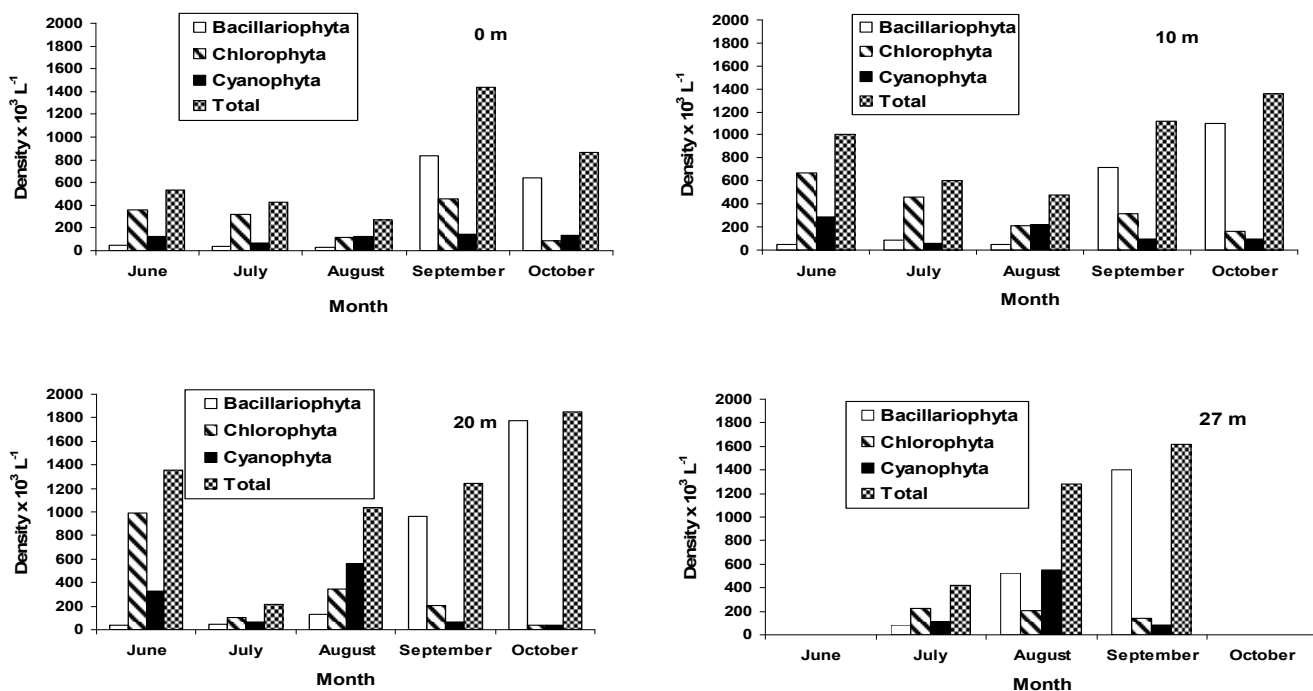 0 m
Bacillariophyta
Chlorophyta
Cyanophyta
Total
Density x 10³ L⁻¹
2000
1800
1600
1400
1200
1000
800
600
400
200
0
June July August September October
Month
10 m
Bacillariophyta
Chlorophyta
Cyanophyta
Total
Density x 10³ L⁻¹
2000
1800
1600
1400
1200
1000
800
600
400
200
0
June July August September October
Month
20 m
Bacillariophyta
Chlorophyta
Cyanophyta
Total
Density x 10³ L⁻¹
2000
1800
1600
1400
1200
1000
800
600
400
200
0
June July August September October
Month
27 m
Bacillariophyta
Chlorophyta
Cyanophyta
Total
Density x 10³ L⁻¹
2000
1800
1600
1400
1200
1000
800
600
400
200
0
June July August September October
Month